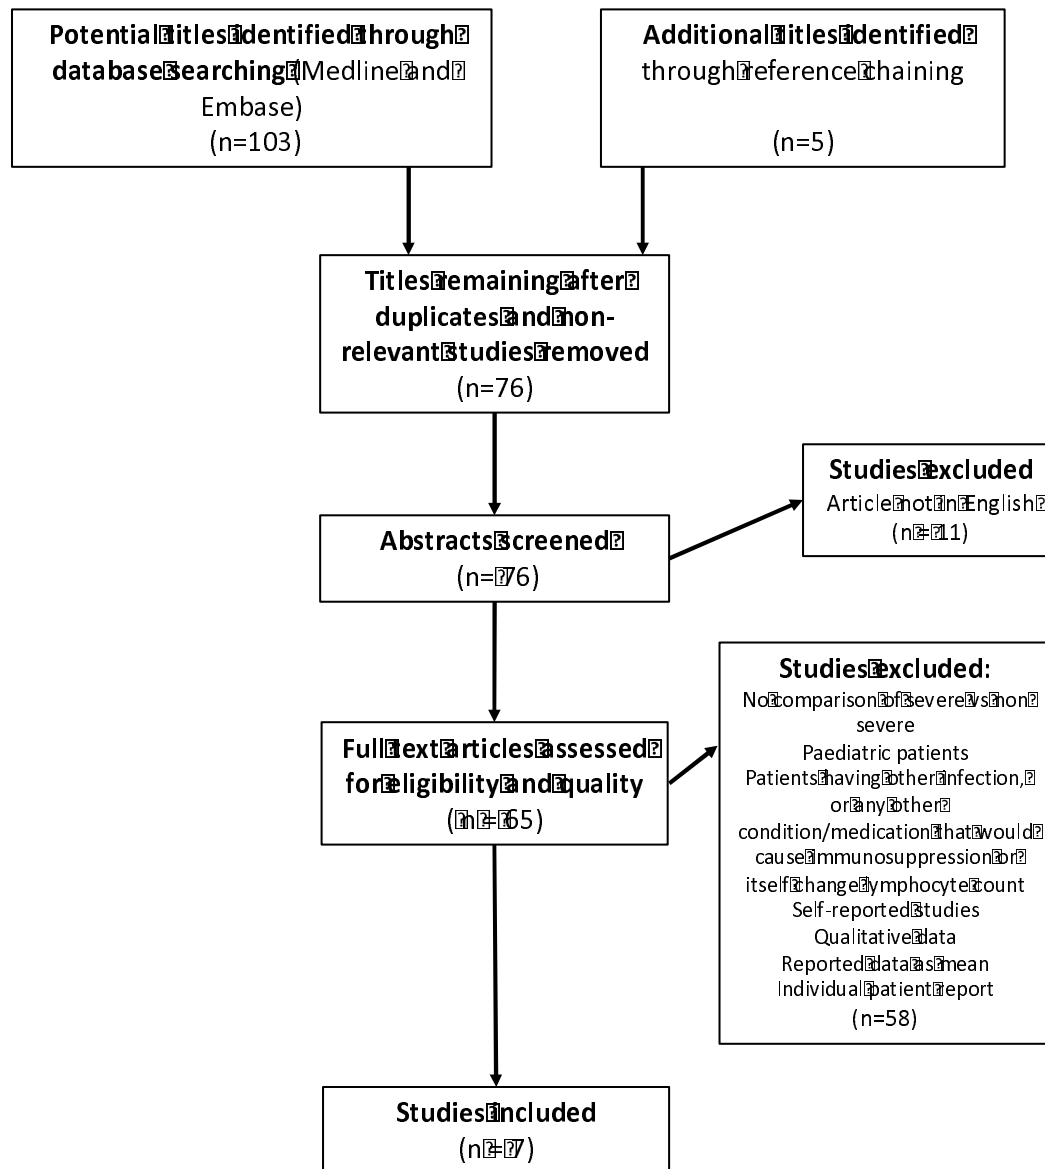 Potential titles identified through
database searching (Medline and
Embase)
(n=103)
Additional titles identified
through reference chaining
(n=5)
Titles remaining after
duplicates and non-
relevant studies removed
(n=76)
Studies excluded
Article not in English
(n = 11)
Abstracts screened
(n= 76)
Studies excluded:
No comparison of severe vs non
severe
Paediatric patients
Patients having other infection,
or any other
condition/medication that would
cause immunosuppression or
itself change lymphocyte count
Self-reported studies
Qualitative data
Reported data as mean
Individual patient report
(n=58)
Full text articles assessed
for eligibility and quality
( n = 65)
Studies included
(n = 7)